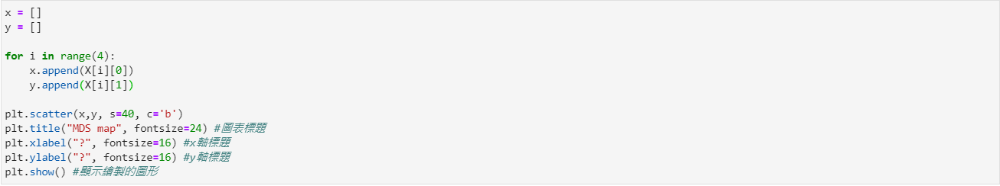 x = []
y = []
for i in range(4):
    x.append(X[i][0])
    y.append(X[i][1])
plt.scatter(x,y, s=40, c='b')
plt.title("MDS map", fontsize=24) #圖表標題
plt.xlabel("?", fontsize=16) #x軸標題
plt.ylabel("?", fontsize=16) #y軸標題
plt.show() #顯示繪製的圖形